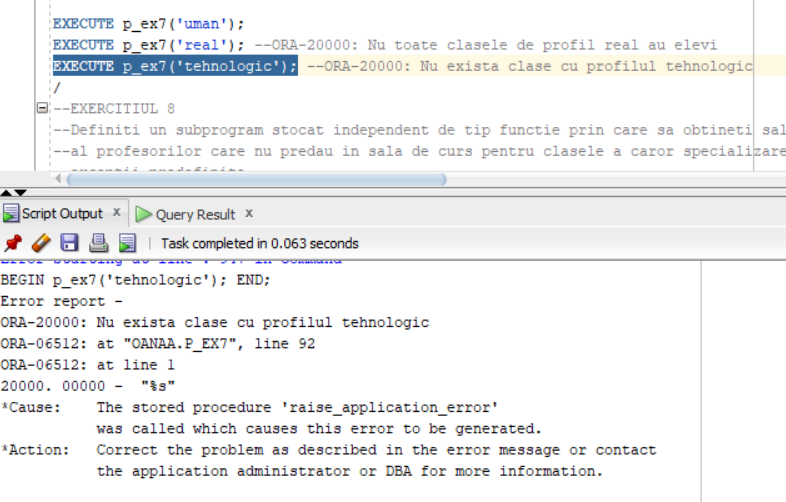 EXECUTE p_ex7('uman');
EXECUTE p_ex7('real'); --ORA-20000: Nu toate clasele de profil real au elevi
EXECUTE p_ex7('tehnologic'); --ORA-20000: Nu exista clase cu profilul tehnologic
/
--EXERCITIUL 8
--Definiti un subprogram stocat independent de tip functie prin care sa obtineti sal
--al profesorilor care nu predau in sala de curs pentru clasele a caror specializare
Script Output x Query Result x
Task completed in 0.063 seconds
BEGIN p_ex7('tehnologic'); END;
Error report -
ORA-20000: Nu exista clase cu profilul tehnologic
ORA-06512: at "OANAA.P_EX7", line 92
ORA-06512: at line 1
20000. 00000 - "%s"
*Cause: The stored procedure 'raise_application_error'
was called which causes this error to be generated.
*Action: Correct the problem as described in the error message or contact
the application administrator or DBA for more information.